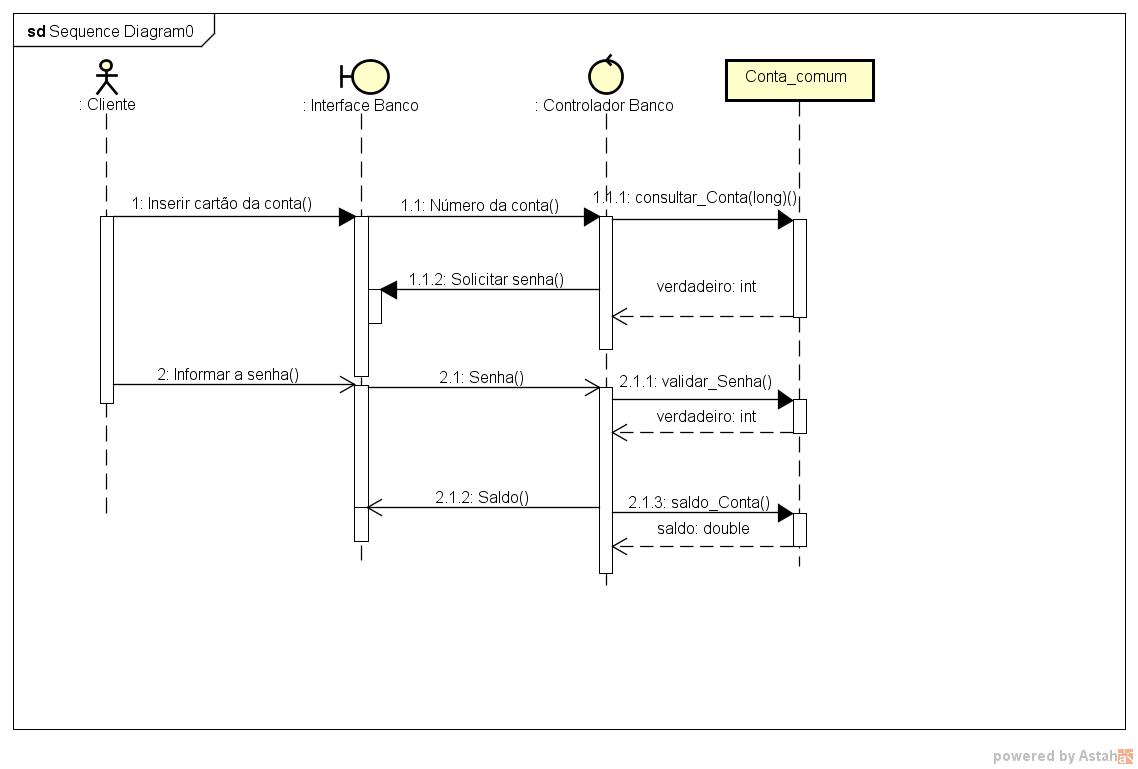 sd Sequence Diagram0
: Cliente
: Interface Banco
: Controlador Banco
Conta_comum
1: Inserir cartão da conta()
1.1: Número da conta()
1.1.1: consultar_Conta(long)()
1.1.2: Solicitar senha()
verdadeiro: int
2: Informar a senha()
2.1: Senha()
2.1.1: validar_Senha()
verdadeiro: int
2.1.2: Saldo()
2.1.3: saldo_Conta()
saldo: double
powered by Astah